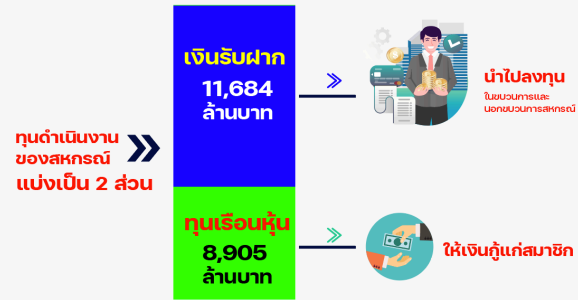 ทุนดำเนินงาน
ของสหกรณ์
แบ่งเป็น 2 ส่วน
เงินรับฝาก
11,684
ล้านบาท
นำไปลงทุน
ในขบวนการและ
นอกขบวนการสหกรณ์
ทุนเรือนหุ้น
8,905
ล้านบาท
ให้เงินกู้แก่สมาชิก